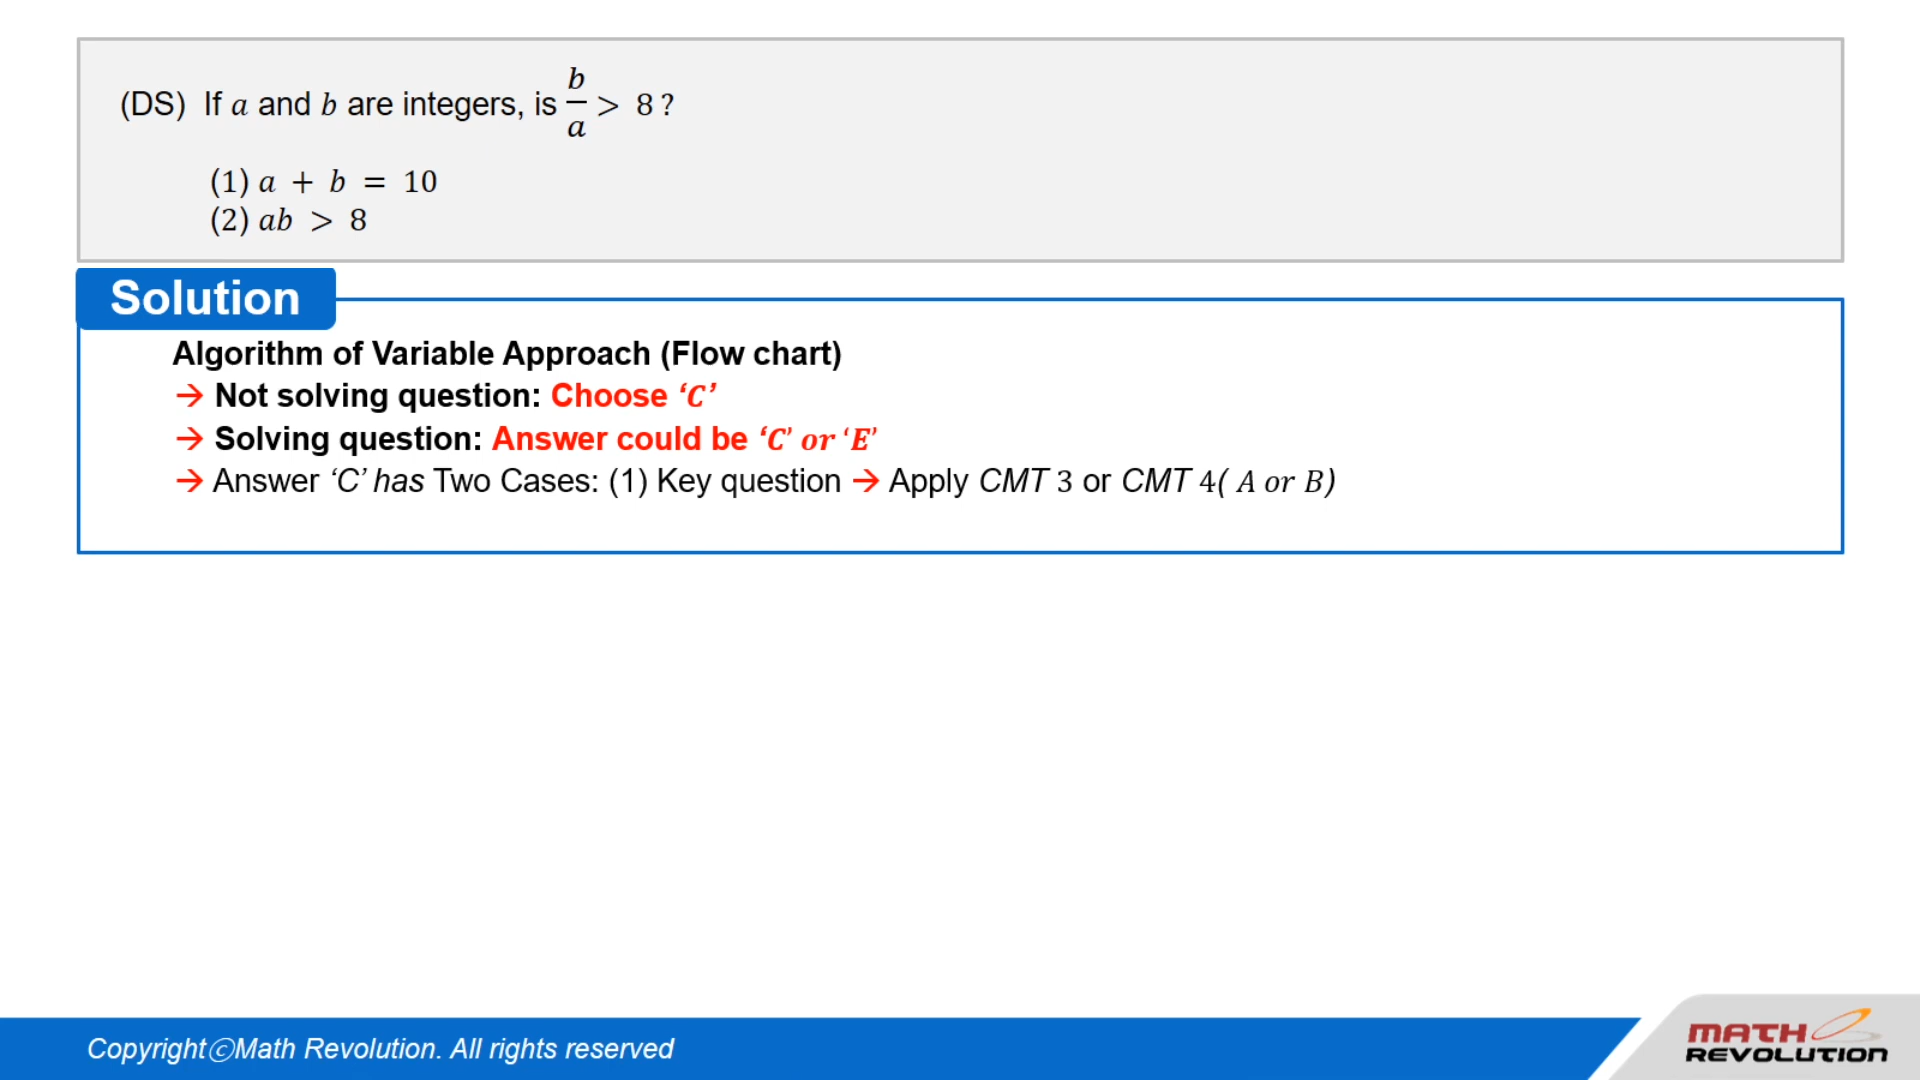 (DS) If a and b are integers, is b/a > 8?
(1) a + b = 10
(2) ab > 8
Solution
Algorithm of Variable Approach (Flow chart)
→ Not solving question: Choose ‘C’
→ Solving question: Answer could be ‘C’ or ‘E’
→ Answer ‘C’ has Two Cases: (1) Key question → Apply CMT 3 or CMT 4( A or B)
CopyrightⓒMath Revolution. All rights reserved
MATH
REVOLUTION